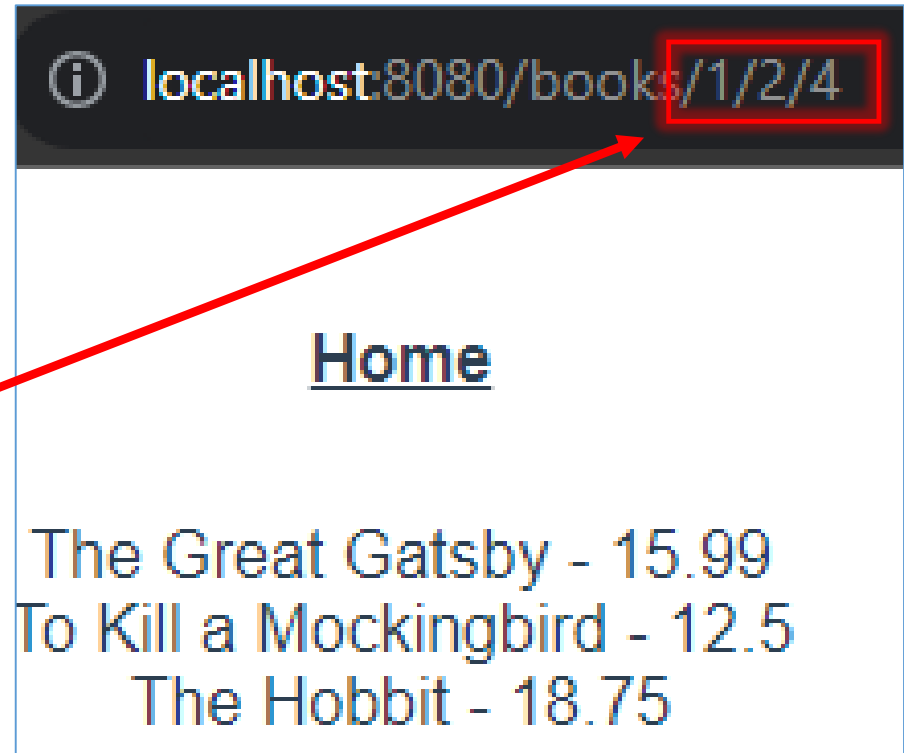 localhost:8080/books/1/2/4
Home
The Great Gatsby - 15.99
To Kill a Mockingbird - 12.5
The Hobbit - 18.75